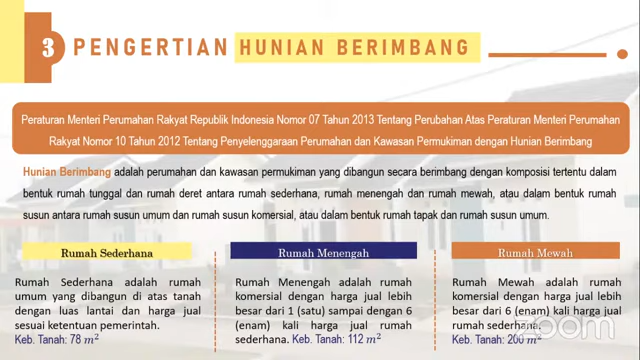 3 PENGERTIAN HUNIAN BERIMBANG
Peraturan Menteri Perumahan Rakyat Republik Indonesia Nomor 07 Tahun 2013 Tentang Perubahan Atas Peraturan Menteri Perumahan
Rakyat Nomor 10 Tahun 2012 Tentang Penyelenggaraan Perumahan dan Kawasan Permukiman dengan Hunian Berimbang
Hunian Berimbang adalah perumahan dan kawasan permukiman yang dibangun secara berimbang dengan komposisi tertentu dalam
bentuk rumah tunggal dan rumah deret antara rumah sederhana, rumah menengah dan rumah mewah, atau dalam bentuk rumah
susun antara rumah susun umum dan rumah susun komersial, atau dalam bentuk rumah tapak dan rumah susun umum.
Rumah Sederhana
Rumah Sederhana adalah rumah
umum yang dibangun di atas tanah
dengan luas lantai dan harga jual
sesuai ketentuan pemerintah.
Keb. Tanah: 78 m²
Rumah Menengah
Rumah Menengah adalah rumah
komersial dengan harga jual lebih
besar dari 1 (satu) sampai dengan 6
(enam) kali harga jual rumah
sederhana. Keb. Tanah: 112 m²
Rumah Mewah
Rumah Mewah adalah rumah
komersial dengan harga jual lebih
besar dari 6 (enam) kali harga jual
rumah sederhana.
Keb. Tanah: 200 m²
zoom